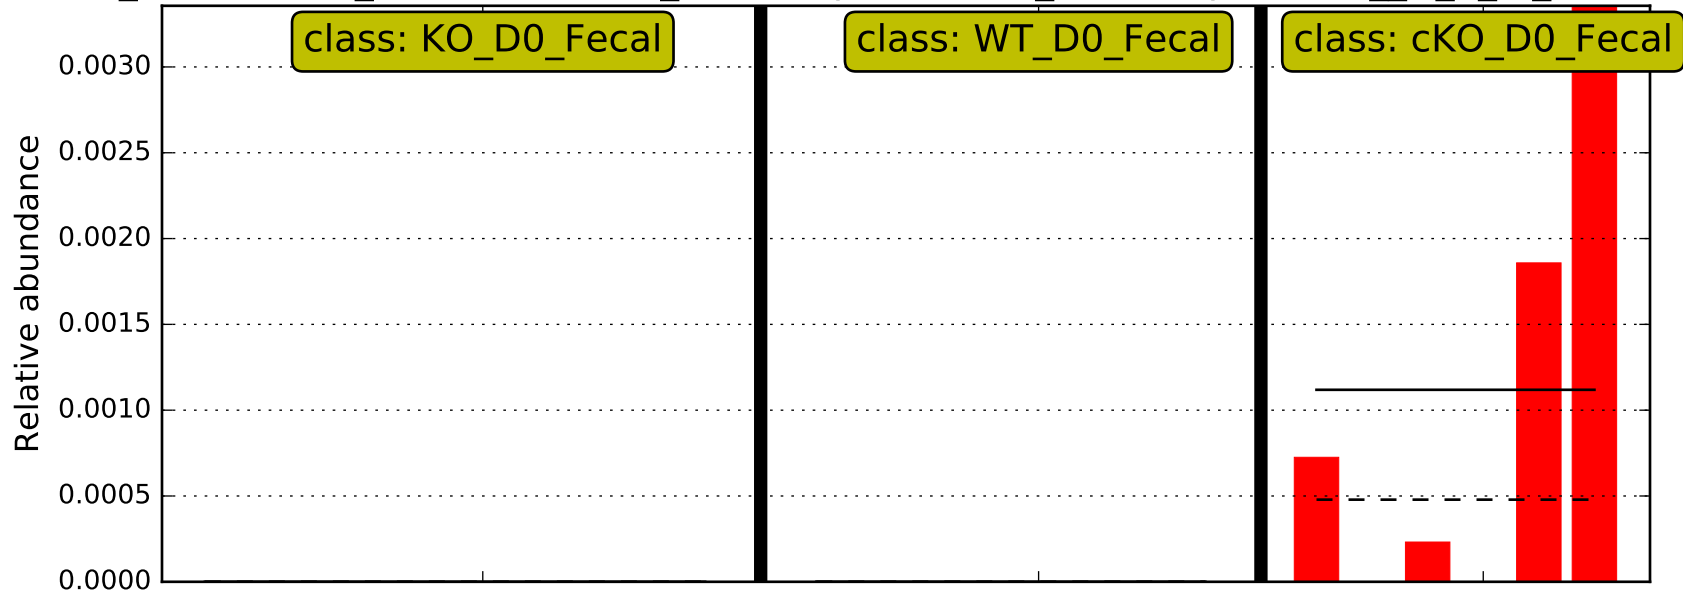 class: KO_D0_Fecal
class: WT_D0_Fecal
class: cKO_D0_Fecal
Relative abundance
0.0030
0.0025
0.0020
0.0015
0.0010
0.0005
0.0000